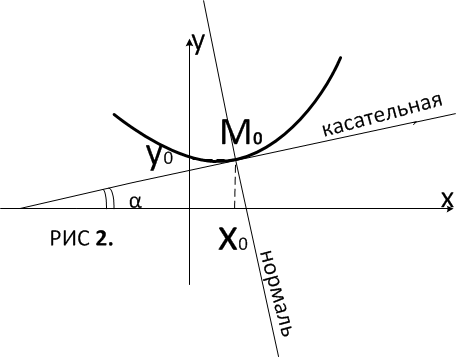 y
M₀
касательная
y₀
α
x
РИС 2.
x₀
нормаль